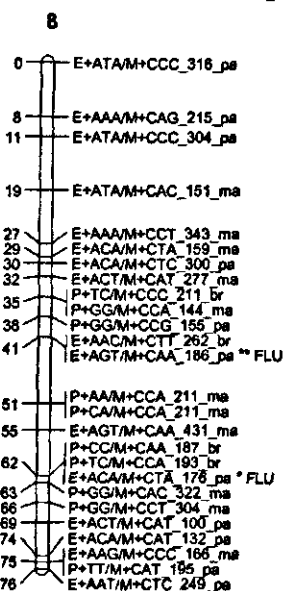 8
0 E+ATA/M+CCC_316_pa
8 E+AAA/M+CAG_215_pa
11 E+ATA/M+CCC_304_pa
19 E+ATA/M+CAC_151_ma
27 E+AAA/M+CCT_343_ma
29 E+ACA/M+CTA_159_ma
30 E+ACA/M+CTC_300_pa
32 E+ACT/M+CAT_277_ma
35 P+TC/M+CCC_211_br
P+GG/M+CCA_144_ma
38 P+GG/M+CCG_155_pa
41 E+AAC/M+CTT_262_br
E+AGT/M+CAA_186_pa ** FLU
51 P+AA/M+CCA_211_ma
P+CA/M+CCA_211_ma
55 E+AGT/M+CAA_431_ma
P+CC/M+CAA_187_br
62 P+TC/M+CCA_193_br
E+ACA/M+CTA_176_pa * FLU
63 P+GG/M+CAC_322_ma
66 P+GG/M+CCT_304_ma
69 E+ACT/M+CAT_100_pa
74 E+ACA/M+CAT_132_pa
75 E+AAG/M+CCC_166_ma
P+TT/M+CAT_195_pa
76 E+AAT/M+CTC_249_pa